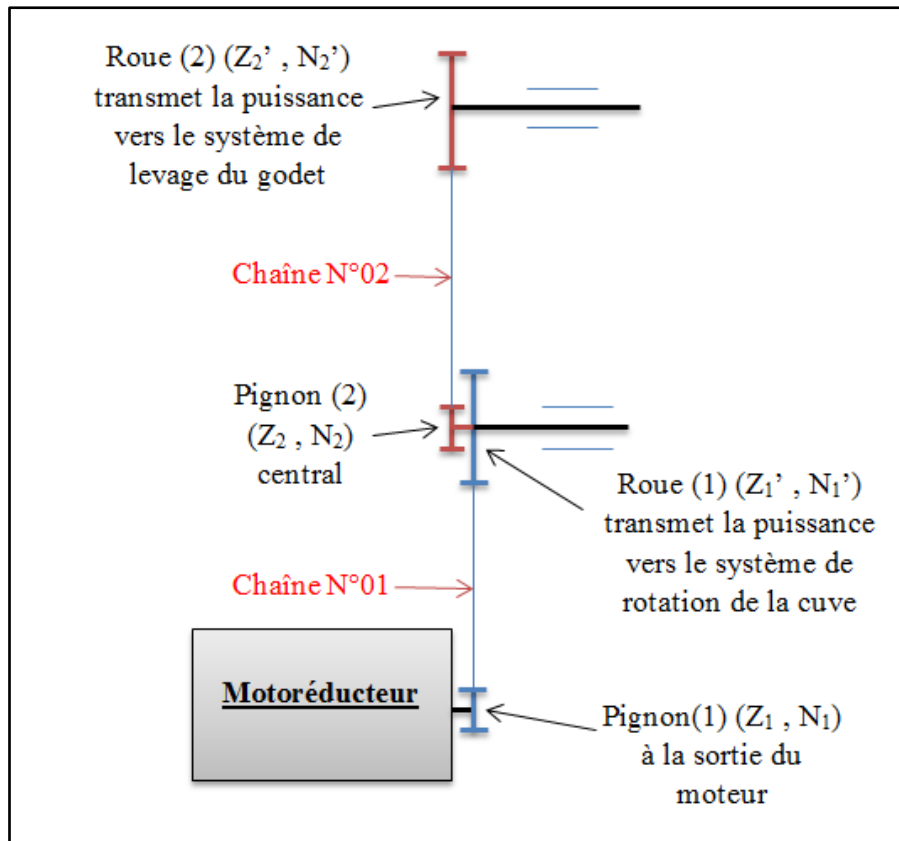 Roue (2) (Z₂’ , N₂’)
transmet la puissance
vers le système de
levage du godet
Chaîne N°02
Pignon (2)
(Z₂ , N₂)
central
Roue (1) (Z₁’ , N₁’)
transmet la puissance
vers le système de
rotation de la cuve
Chaîne N°01
Motoréducteur
Pignon(1) (Z₁ , N₁)
à la sortie du
moteur